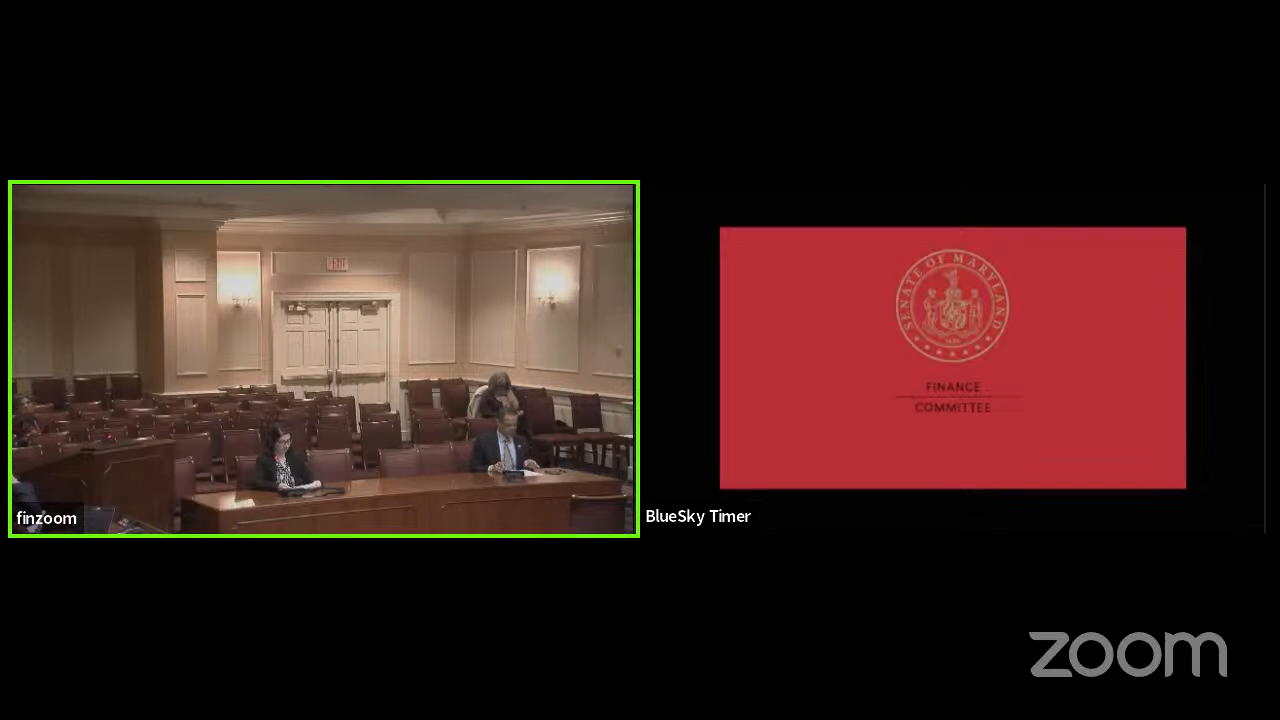 EXIT
SENATE OF MARYLAND
FINANCE
COMMITTEE
finzoom
BlueSky Timer
zoom